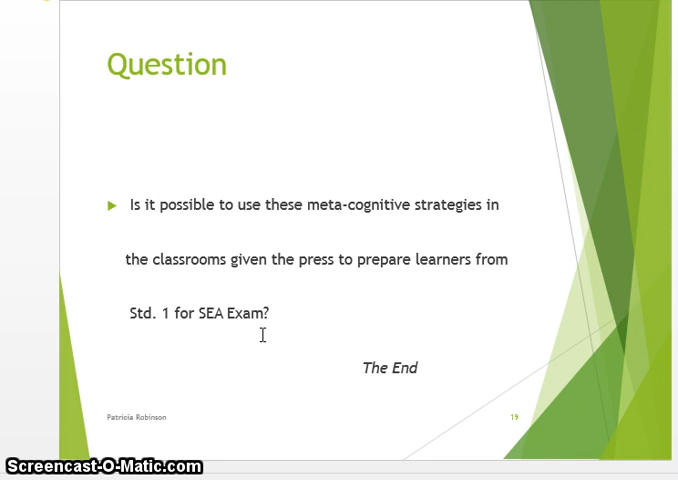 Question
Is it possible to use these meta-cognitive strategies in
the classrooms given the press to prepare learners from
Std. 1 for SEA Exam?
The End
Patricia Robinson
19
Screencast-O-Matic.com